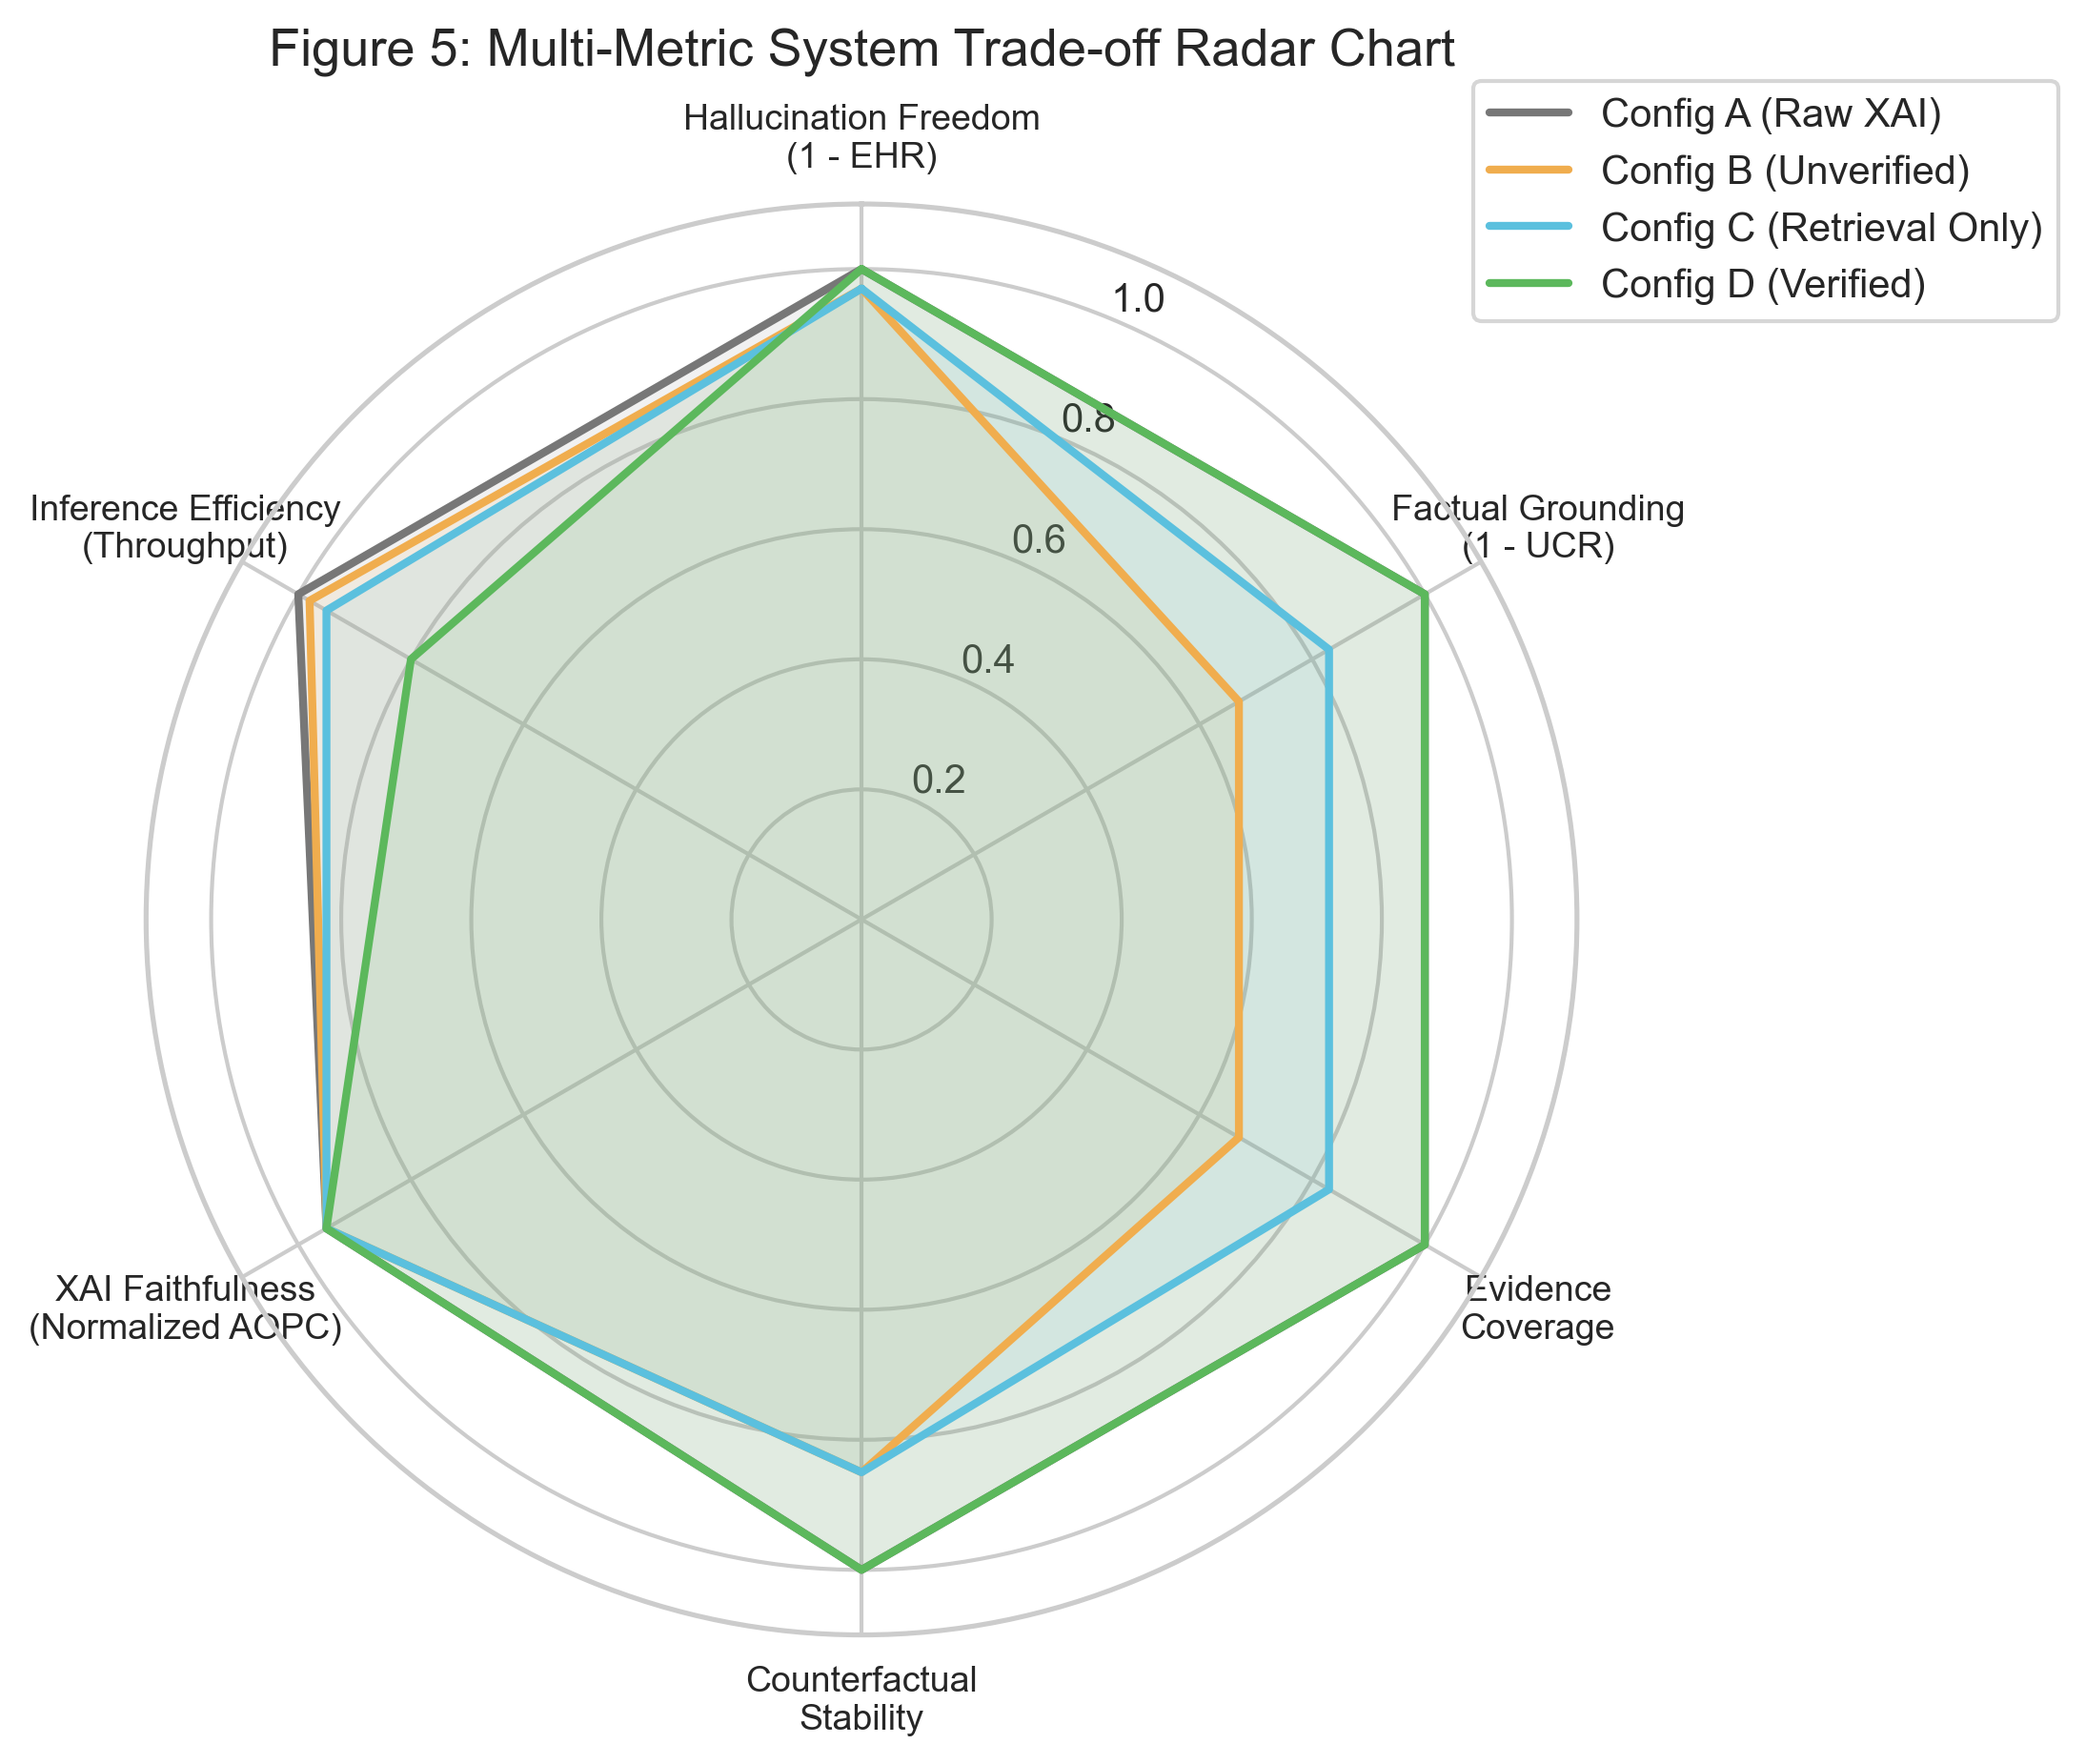 Figure 5: Multi-Metric System Trade-off Radar Chart
Config A (Raw XAI)
Config B (Unverified)
Config C (Retrieval Only)
Config D (Verified)
Hallucination Freedom
(1 - EHR)
1.0
0.8
0.6
0.4
0.2
Inference Efficiency
(Throughput)
Factual Grounding
(1 - UCR)
XAI Faithfulness
(Normalized AOPC)
Evidence
Coverage
Counterfactual
Stability